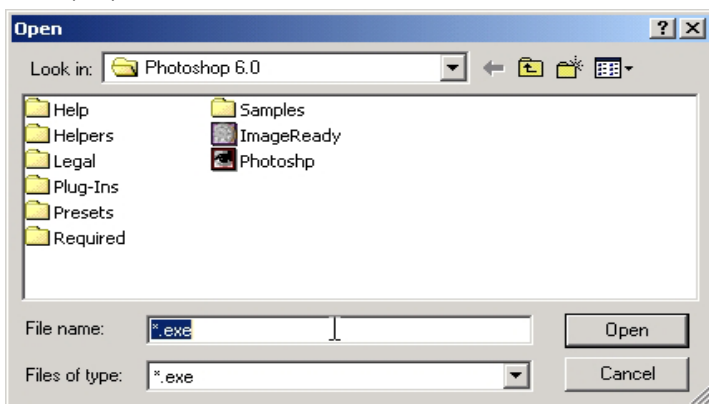 Open
Look in: Photoshop 6.0
Help
Helpers
Legal
Plug-Ins
Presets
Required
Samples
ImageReady
Photoshp
File name: *.exe Open
Files of type: *.exe Cancel